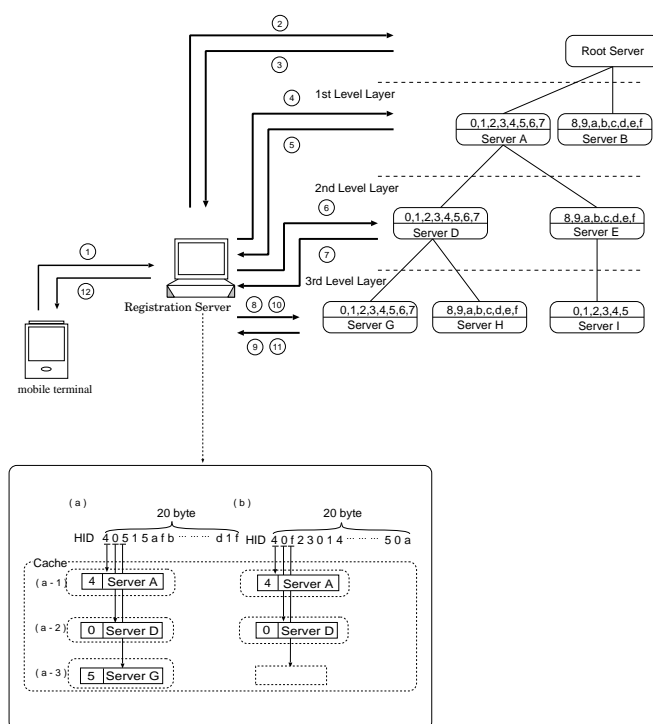 2
Root Server
3
1st Level Layer
4
0,1,2,3,4,5,6,7
Server A
8,9,a,b,c,d,e,f
Server B
5
2nd Level Layer
6
0,1,2,3,4,5,6,7
Server D
8,9,a,b,c,d,e,f
Server E
1
7
12
3rd Level Layer
Registration Server
8 10
0,1,2,3,4,5,6,7
Server G
8,9,a,b,c,d,e,f
Server H
0,1,2,3,4,5
Server I
9 11
mobile terminal
( a )
20 byte
( b )
20 byte
HID 4 0 5 1 5 a f b ········· d 1 f
HID 4 0 f 2 3 0 1 4 ········· 5 0 a
Cache
( a - 1 )
4 Server A
4 Server A
( a - 2 )
0 Server D
0 Server D
( a - 3 )
5 Server G